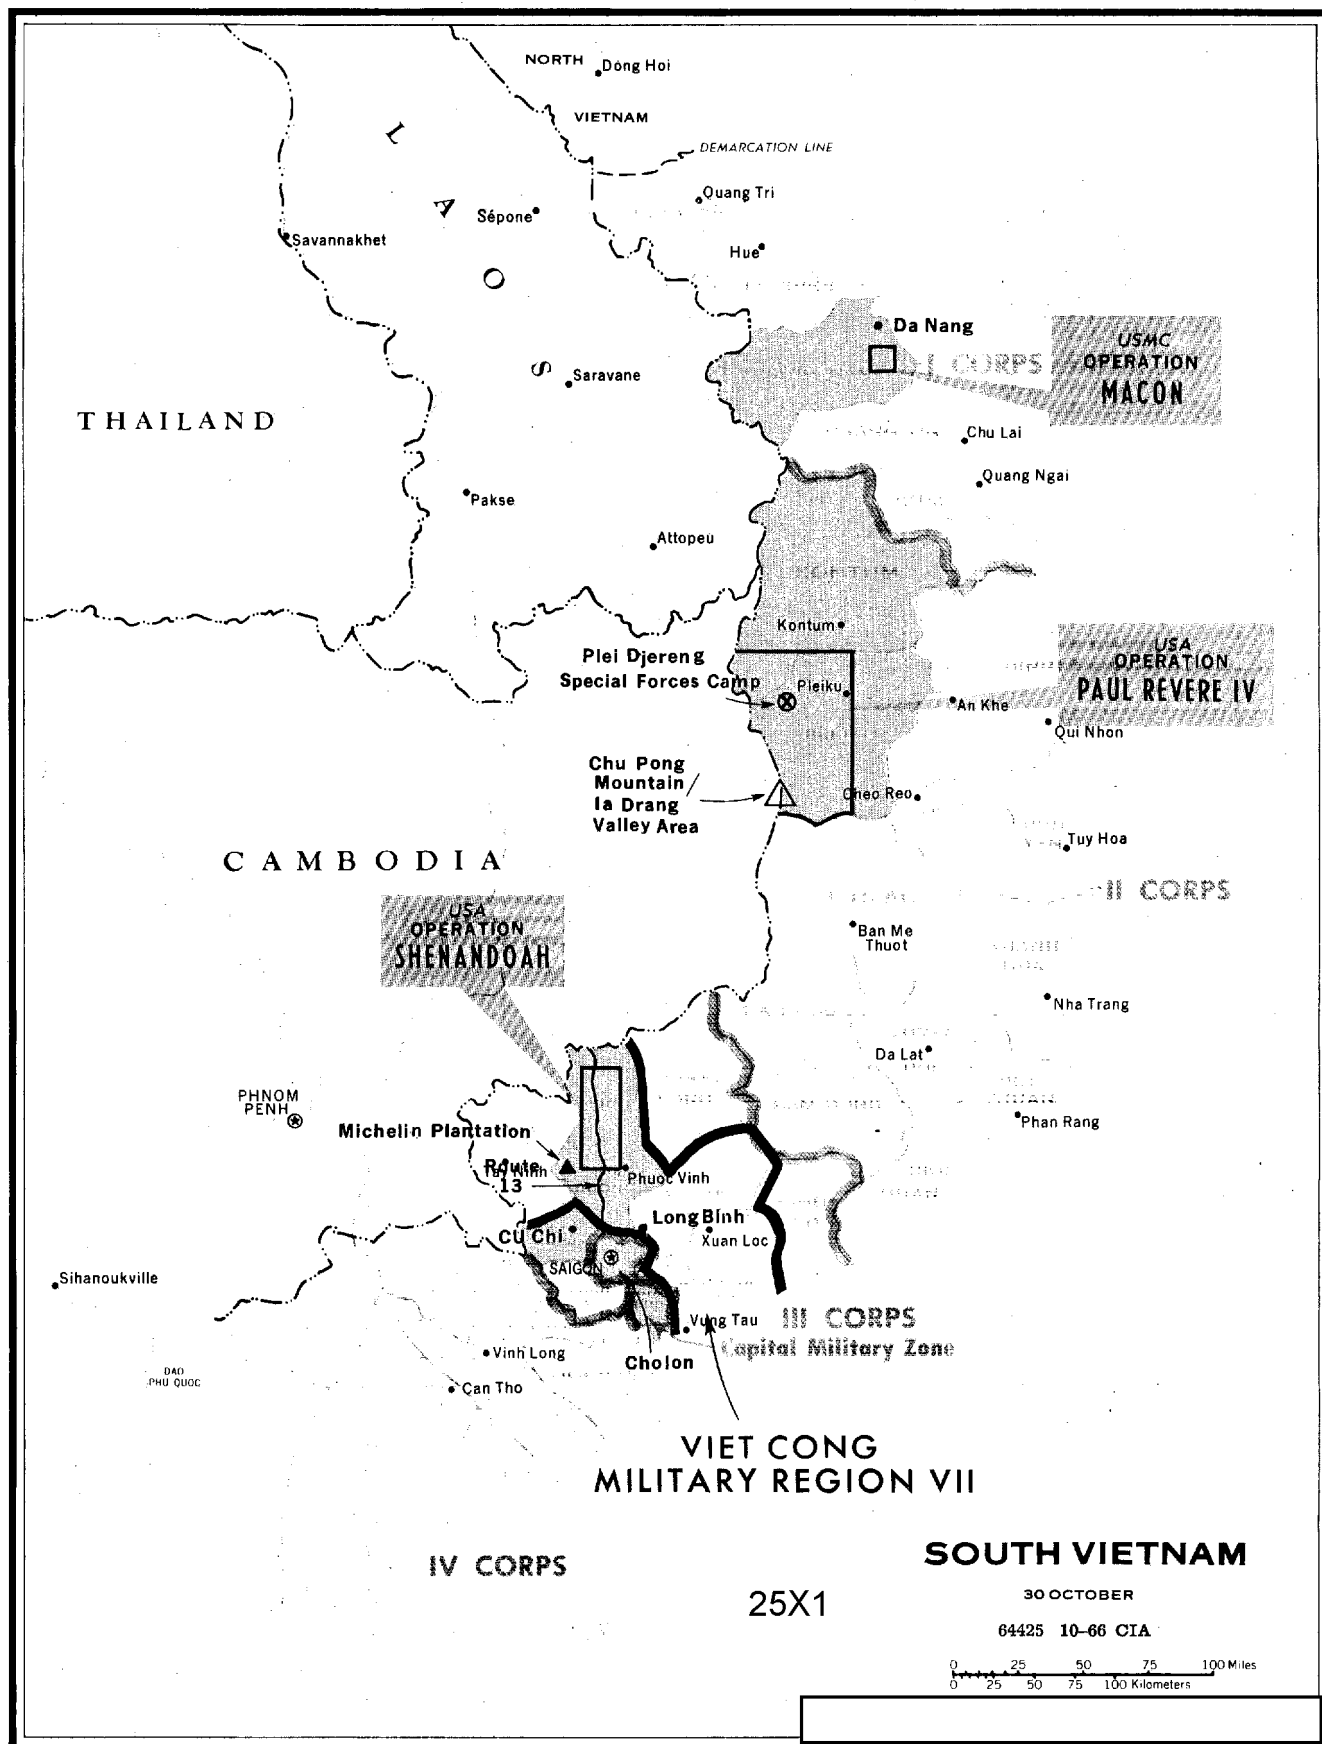 NORTH
Dong Hoi
VIETNAM
DEMARCATION LINE
LAOS
Quang Tri
Sépone
Savannakhet
Hue
Da Nang
I CORPS
USMC
OPERATION
MACON
Saravane
THAILAND
Chu Lai
Quang Ngai
Pakse
Attopeu
KONTUM
Kontum
Plei Djereng
Special Forces Camp
Pleiku
USA
OPERATION
PAUL REVERE IV
An Khe
Qui Nhon
Chu Pong
Mountain /
Ia Drang
Valley Area
Cheo Reo
Tuy Hoa
CAMBODIA
II CORPS
USA
OPERATION
SHENANDOAH
Ban Me
Thuot
Nha Trang
Da Lat
PHNOM
PENH
Phan Rang
Michelin Plantation
Route
13
Tay Ninh
Phuoc Vinh
Long Binh
Cu Chi
Xuan Loc
SAIGON
Sihanoukville
III CORPS
Vung Tau
Capital Military Zone
Vinh Long
Cholon
DAO
PHU QUOC
Can Tho
VIET CONG
MILITARY REGION VII
IV CORPS
SOUTH VIETNAM
30 OCTOBER
25X1
64425 10-66 CIA
0 25 50 75 100 Miles
0 25 50 75 100 Kilometers